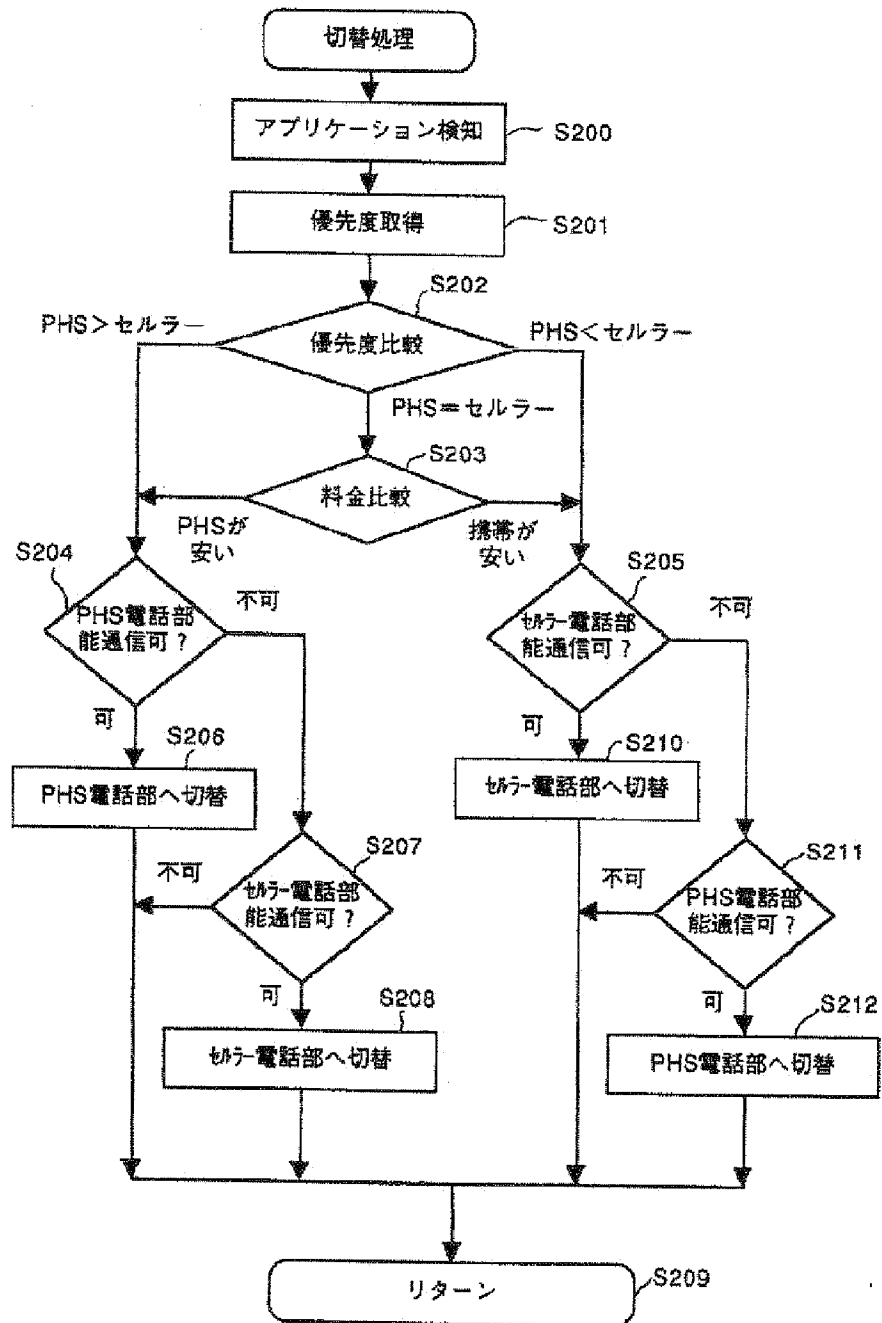 切替処理
アプリケーション検知
S200
優先度取得
S201
S202
PHS>セルラー
優先度比較
PHS<セルラー
PHS=セルラー
S203
料金比較
PHSが
安い
携帯が
安い
S204
PHS電話部
能通信可?
不可
可
S205
セルラー電話部
能通信可?
不可
可
S206
PHS電話部へ切替
S210
セルラー電話部へ切替
S207
不可
セルラー電話部
能通信可?
可
S211
不可
PHS電話部
能通信可?
可
S208
セルラー電話部へ切替
S212
PHS電話部へ切替
リターン
S209